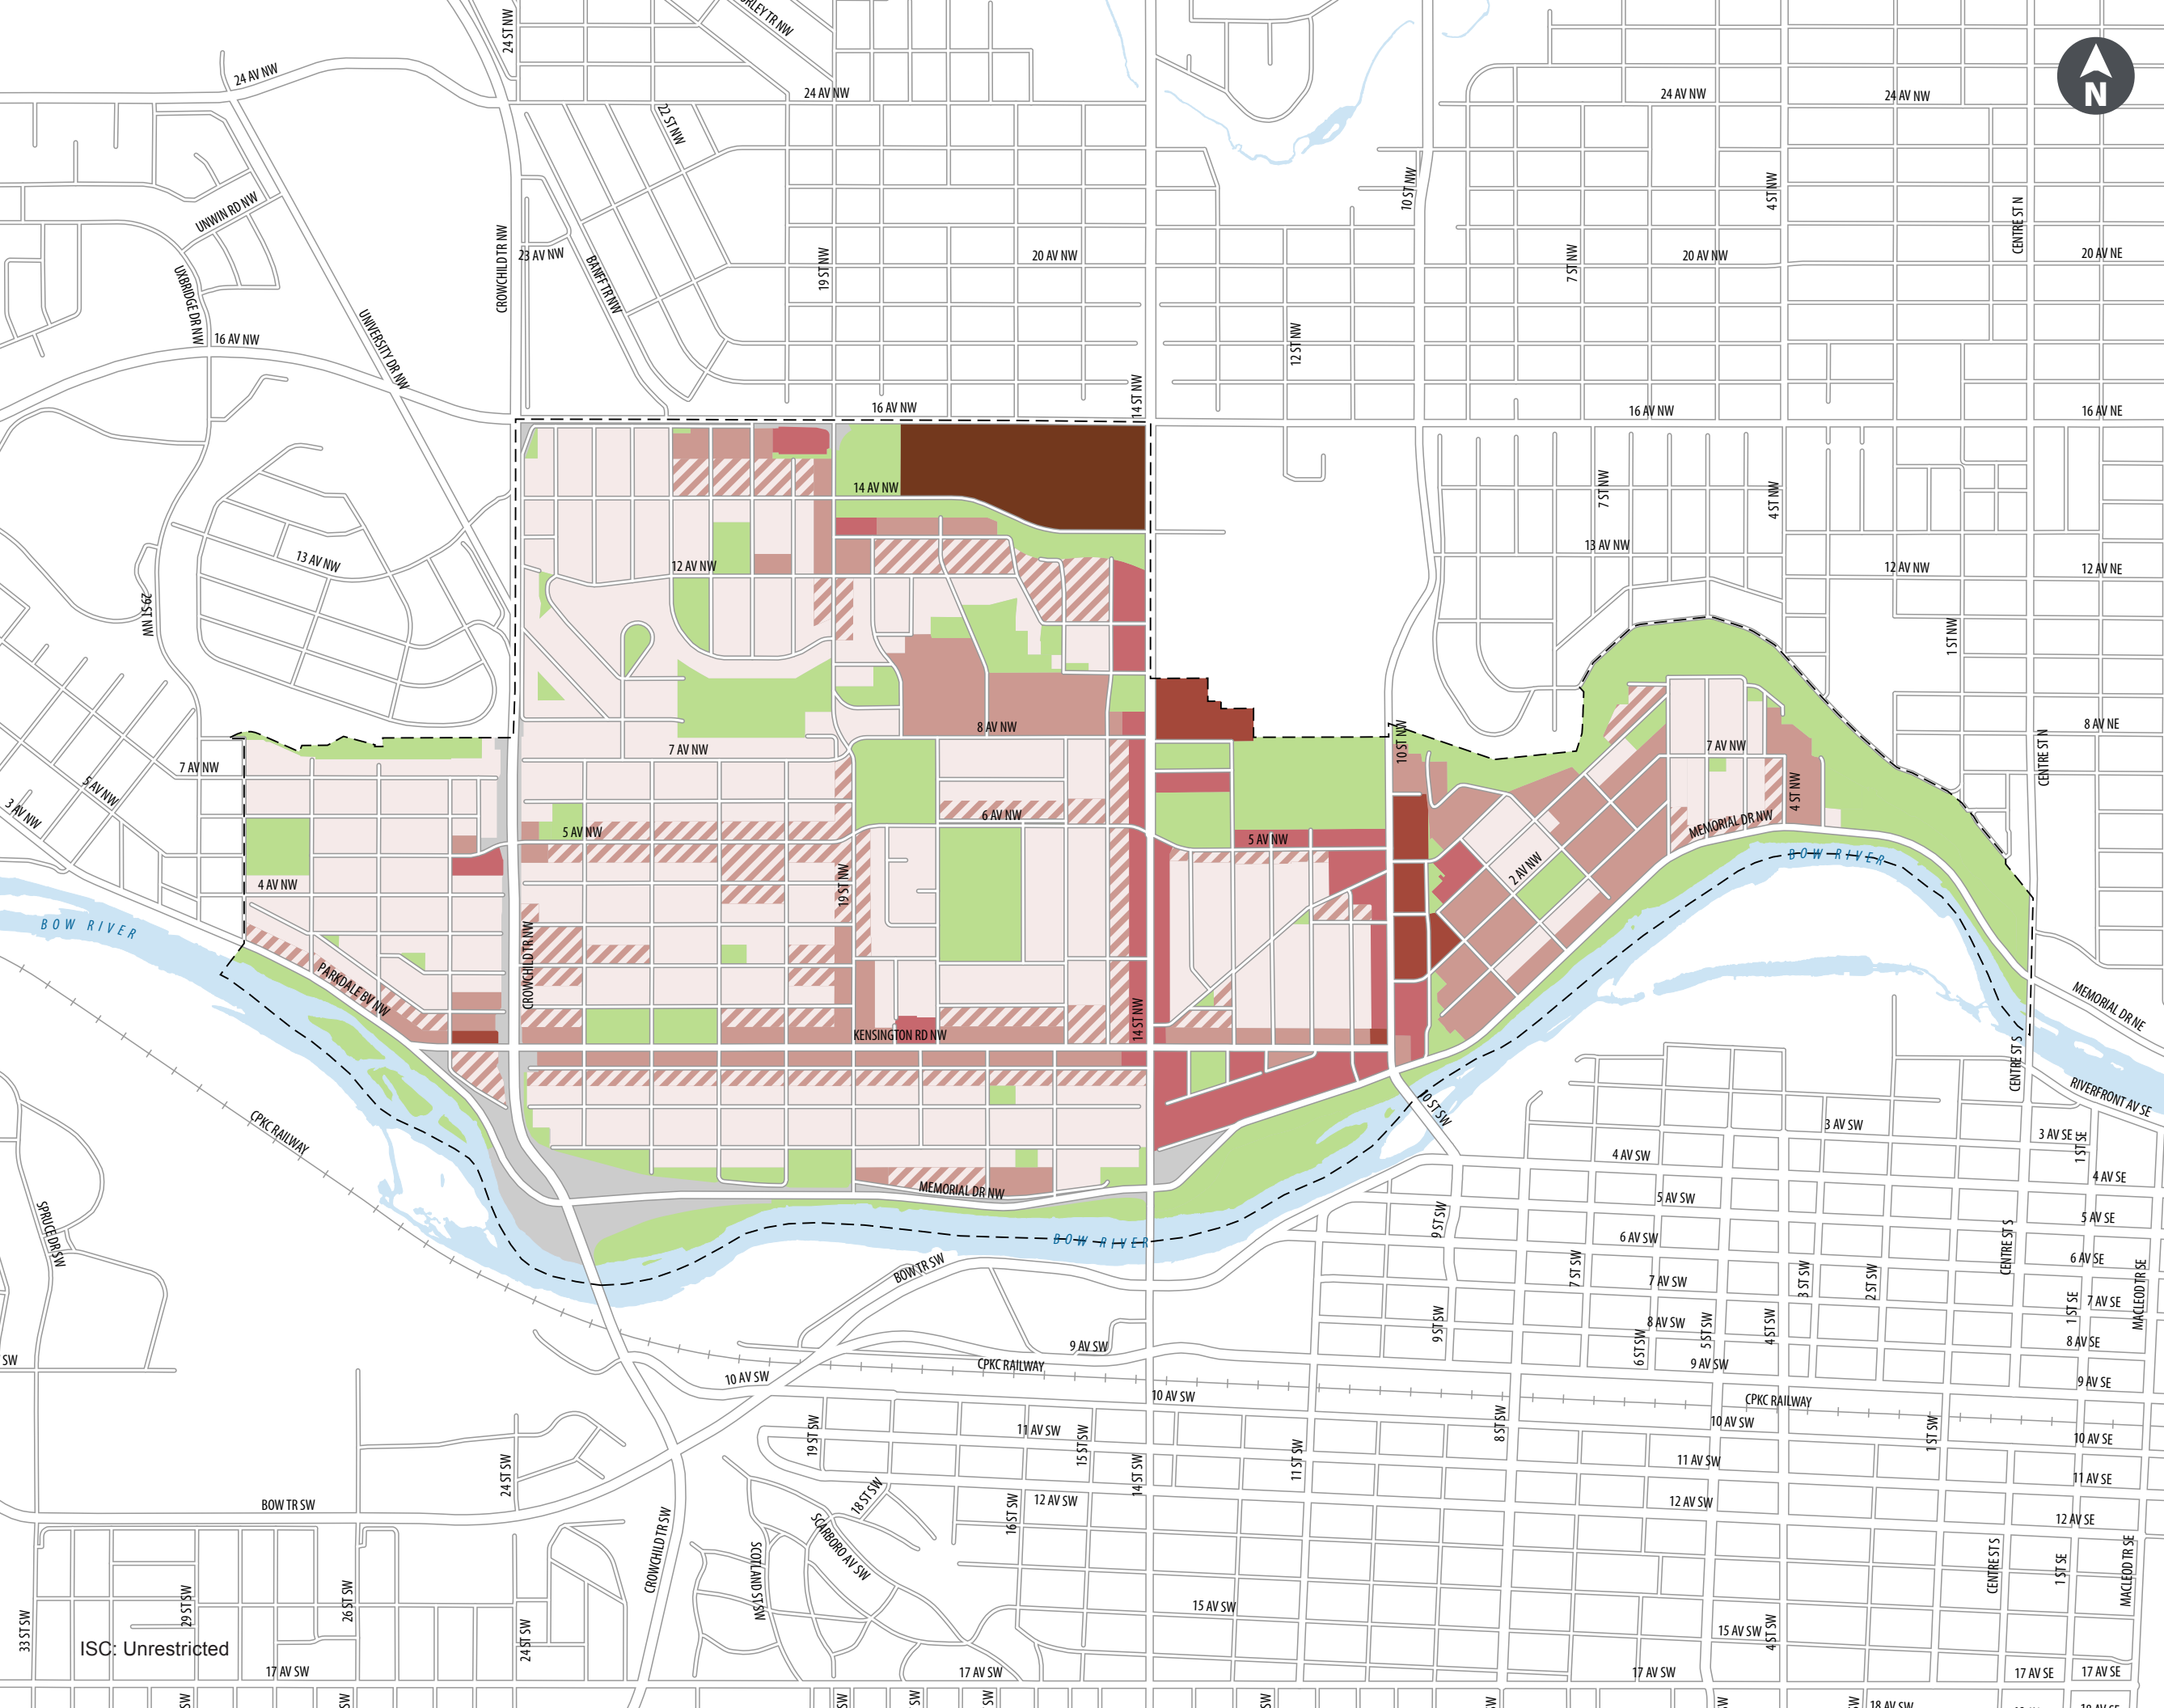 24 ST NW
24 AV NW
22 ST NW
24 AV NW
24 AV NW
24 AV NW
N
UNWIN RD NW
10 ST NW
4 ST NW
CENTRE ST N
CROWCHILD TR NW
23 AV NW
BANFF TR NW
19 ST NW
20 AV NW
7 ST NW
20 AV NW
20 AV NE
UXBRIDGE DR NW
16 AV NW
UNIVERSITY DR NW
12 ST NW
16 AV NW
14 ST NW
16 AV NW
16 AV NE
14 AV NW
7 ST NW
4 ST NW
13 AV NW
13 AV NW
12 AV NW
12 AV NW
12 AV NE
29 ST NW
1 ST NW
8 AV NW
10 ST NW
8 AV NE
7 AV NW
7 AV NW
7 AV NW
CENTRE ST N
5 AV NW
3 AV NW
4 ST NW
6 AV NW
5 AV NW
5 AV NW
MEMORIAL DR NW
BOW RIVER
4 AV NW
19 ST NW
2 AV NW
BOW RIVER
CROWCHILD TR NW
PARKDALE BV NW
14 ST NW
KENSINGTON RD NW
MEMORIAL DR NE
CENTRE ST S
RIVERFRONT AV SE
10 ST SW
CPKC RAILWAY
3 AV SW
3 AV SE
1 ST SE
4 AV SW
4 AV SE
MEMORIAL DR NW
5 AV SW
5 AV SE
SPRUCE DR SW
9 ST SW
BOW RIVER
6 AV SW
CENTRE ST S
6 AV SE
BOW TR SW
7 ST SW
7 AV SW
3 ST SW
2 ST SW
7 AV SE
1 ST SE
MACLEOD TR SE
9 ST SW
8 AV SW
5 ST SW
4 ST SW
8 AV SE
6 ST SW
9 AV SW
SW
CPKC RAILWAY
9 AV SW
10 AV SW
10 AV SW
9 AV SE
CPKC RAILWAY
10 AV SW
19 ST SW
11 AV SW
15 ST SW
8 ST SW
1 ST SW
10 AV SE
24 ST SW
14 ST SW
11 ST SW
11 AV SW
11 AV SE
BOW TR SW
18 ST SW
12 AV SW
16 ST SW
12 AV SW
12 AV SE
CROWCHILD TR SW
SCOTLAND ST SW
SCARBORO AV SW
CENTRE ST S
1 ST SE
MACLEOD TR SE
33 ST SW
29 ST SW
26 ST SW
24 ST SW
15 AV SW
15 AV SW
4 ST SW
ISC: Unrestricted
17 AV SW
17 AV SW
17 AV SW
17 AV SE
17 AV SE
SW
SW
SW
SW
SW
SW
SW
SW
SW
18 AV SW